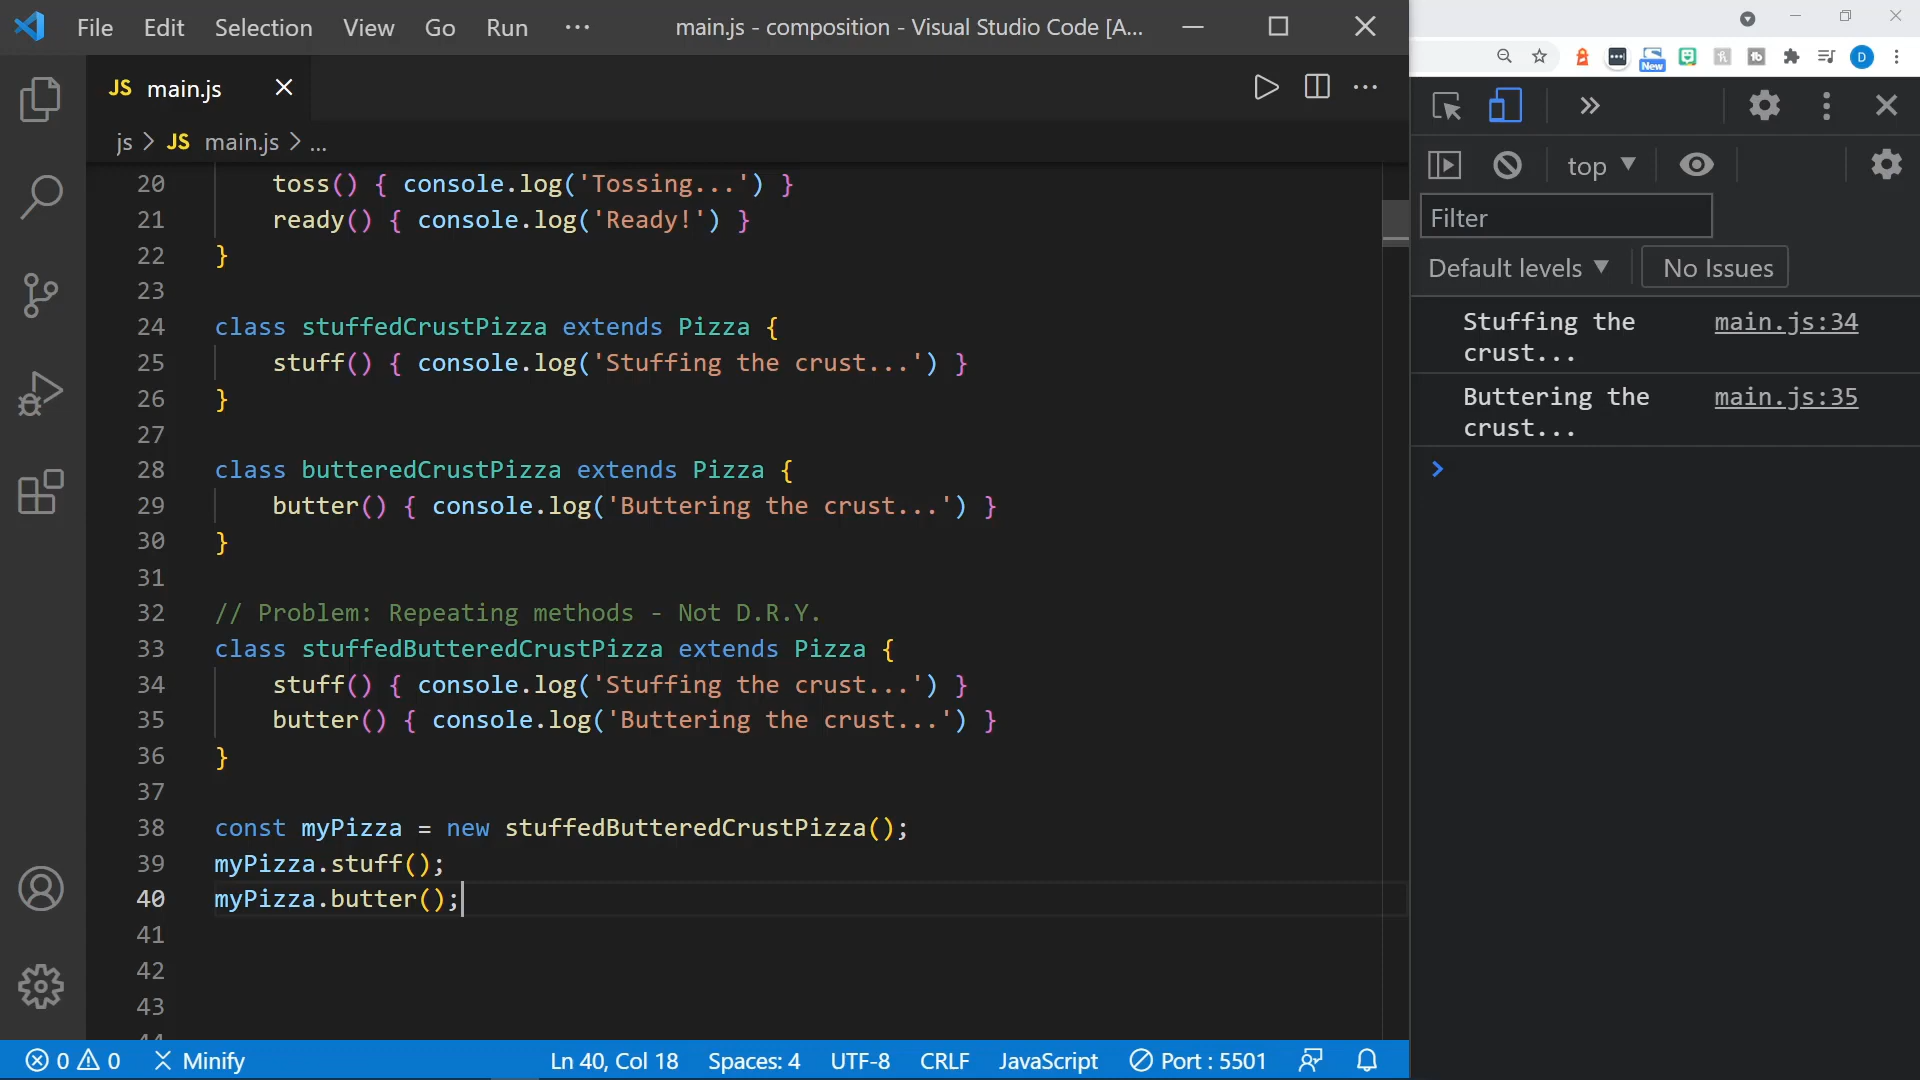 File Edit Selection View Go Run ··· main.js - composition - Visual Studio Code [A...
JS main.js
js > JS main.js > ...
20 toss() { console.log('Tossing...') }
21 ready() { console.log('Ready!') }
22 }
23
24 class stuffedCrustPizza extends Pizza {
25 stuff() { console.log('Stuffing the crust...') }
26 }
27
28 class butteredCrustPizza extends Pizza {
29 butter() { console.log('Buttering the crust...') }
30 }
31
32 // Problem: Repeating methods - Not D.R.Y.
33 class stuffedButteredCrustPizza extends Pizza {
34 stuff() { console.log('Stuffing the crust...') }
35 butter() { console.log('Buttering the crust...') }
36 }
37
38 const myPizza = new stuffedButteredCrustPizza();
39 myPizza.stuff();
40 myPizza.butter();
41
42
43
0 0 Minify Ln 40, Col 18 Spaces: 4 UTF-8 CRLF JavaScript Port : 5501
New D
top
Filter
Default levels No Issues
Stuffing the main.js:34
crust...
Buttering the main.js:35
crust...